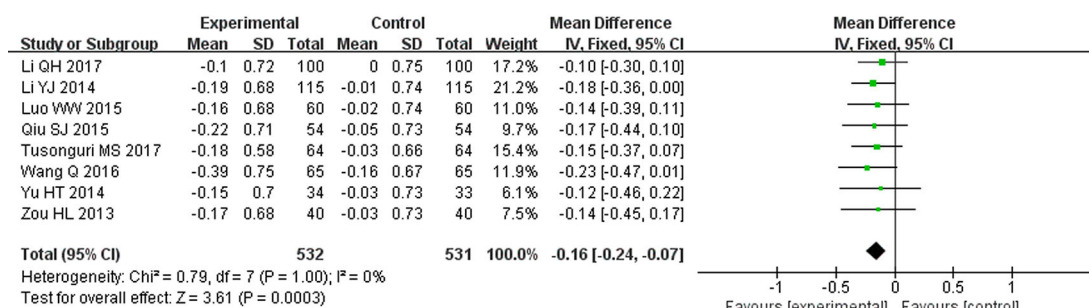 Experimental Control Mean Difference Mean Difference
Study or Subgroup Mean SD Total Mean SD Total Weight IV, Fixed, 95% CI IV, Fixed, 95% CI
Li QH 2017 -0.1 0.72 100 0 0.75 100 17.2% -0.10 [-0.30, 0.10]
Li YJ 2014 -0.19 0.68 115 -0.01 0.74 115 21.2% -0.18 [-0.36, 0.00]
Luo WW 2015 -0.16 0.68 60 -0.02 0.74 60 11.0% -0.14 [-0.39, 0.11]
Qiu SJ 2015 -0.22 0.71 54 -0.05 0.73 54 9.7% -0.17 [-0.44, 0.10]
Tusonguri MS 2017 -0.18 0.58 64 -0.03 0.66 64 15.4% -0.15 [-0.37, 0.07]
Wang Q 2016 -0.39 0.75 65 -0.16 0.67 65 11.9% -0.23 [-0.47, 0.01]
Yu HT 2014 -0.15 0.7 34 -0.03 0.73 33 6.1% -0.12 [-0.46, 0.22]
Zou HL 2013 -0.17 0.68 40 -0.03 0.73 40 7.5% -0.14 [-0.45, 0.17]
Total (95% CI) 532 531 100.0% -0.16 [-0.24, -0.07]
Heterogeneity: Chi² = 0.79, df = 7 (P = 1.00); I² = 0%
Test for overall effect: Z = 3.61 (P = 0.0003)
-1 -0.5 0 0.5 1
Favours [experimental] Favours [control]